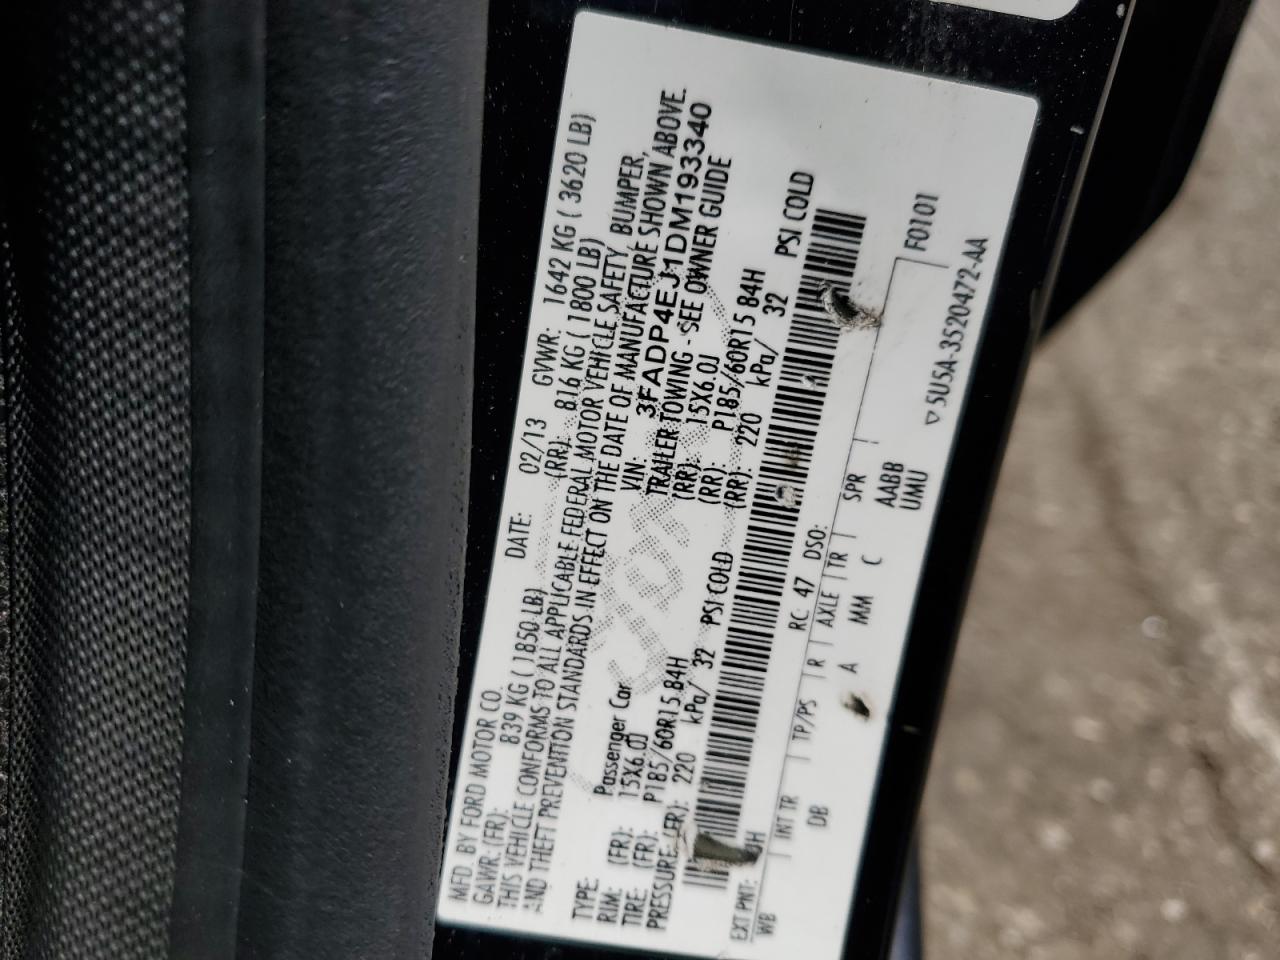 MFD. BY FORD MOTOR CO. DATE: 02/13 GVWR: 1642 KG ( 3620 LB)
GAWR: (FR): 839 KG ( 1850 LB) (RR): 816 KG ( 1800 LB)
THIS VEHICLE CONFORMS TO ALL APPLICABLE FEDERAL MOTOR VEHICLE SAFETY, BUMPER,
AND THEFT PREVENTION STANDARDS IN EFFECT ON THE DATE OF MANUFACTURE SHOWN ABOVE.
VIN: 3FADP4EJ1DM193340
TYPE: Passenger Car TRAILER TOWING - SEE OWNER GUIDE
RIM: (FR): 15X6.0J (RR): 15X6.0J
TIRE: (FR): P185/60R15 84H (RR): P185/60R15 84H
PRESSURE: (FR): 220 kPa/ 32 PSI COLD (RR): 220 kPa/ 32 PSI COLD
EXT PNT: RC: 47 DSO:
WB INT TR TP/PS R AXLE TR SPR F0101
DB A MM C AABB
UMU
▽5U5A-3520472-AA